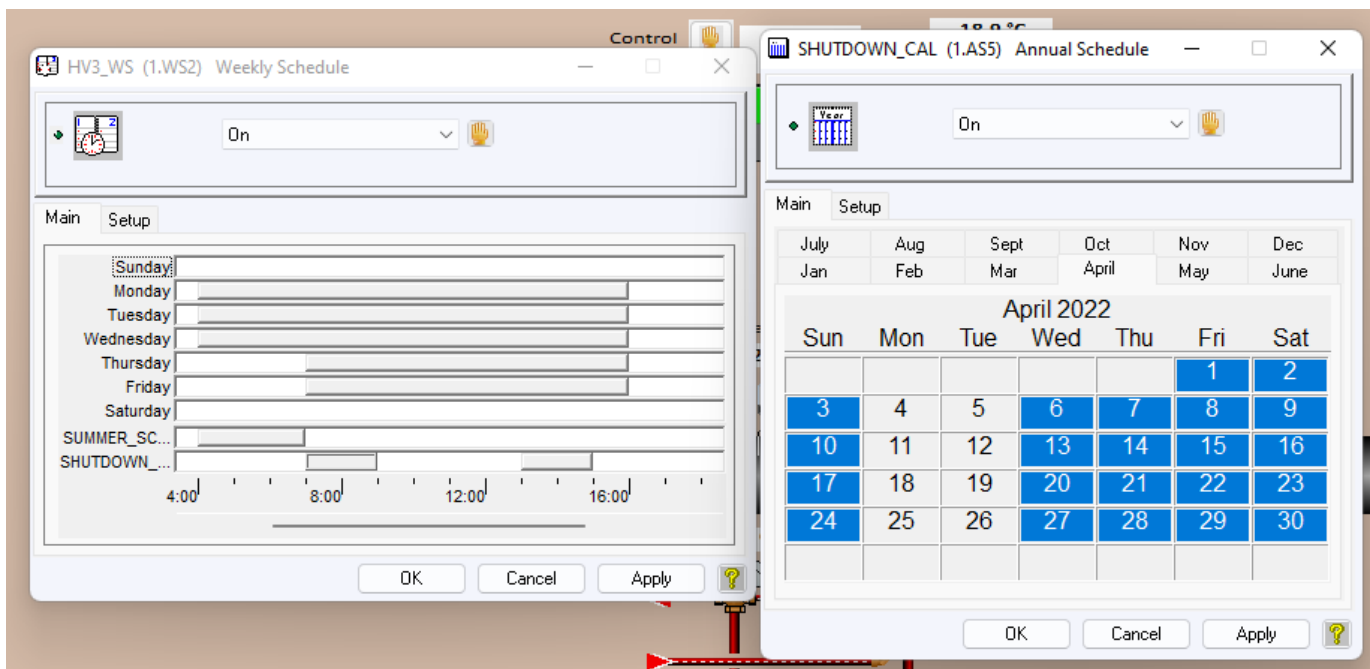 Control
18.9 °C
HV3_WS (1.WS2) Weekly Schedule
On
Main Setup
Sunday
Monday
Tuesday
Wednesday
Thursday
Friday
Saturday
SUMMER_SC...
SHUTDOWN_...
4:00 8:00 12:00 16:00
OK Cancel Apply ?
SHUTDOWN_CAL (1.AS5) Annual Schedule
Year
On
Main Setup
July Aug Sept Oct Nov Dec
Jan Feb Mar April May June
April 2022
Sun Mon Tue Wed Thu Fri Sat
1 2
3 4 5 6 7 8 9
10 11 12 13 14 15 16
17 18 19 20 21 22 23
24 25 26 27 28 29 30
OK Cancel Apply ?